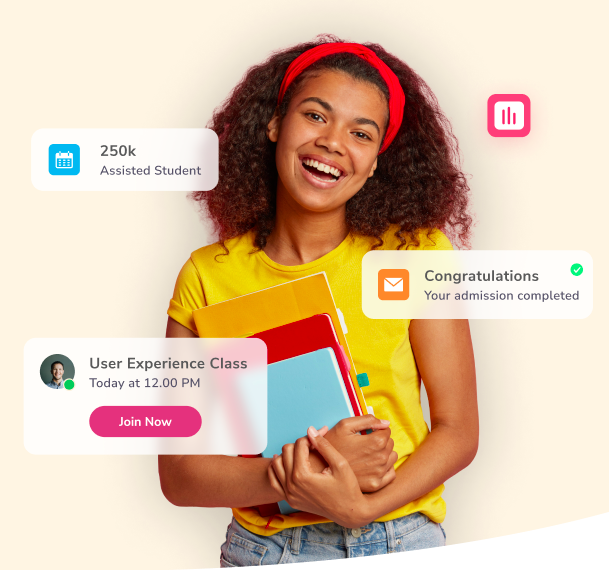 250k
Assisted Student
Congratulations
Your admission completed
User Experience Class
Today at 12.00 PM
Join Now